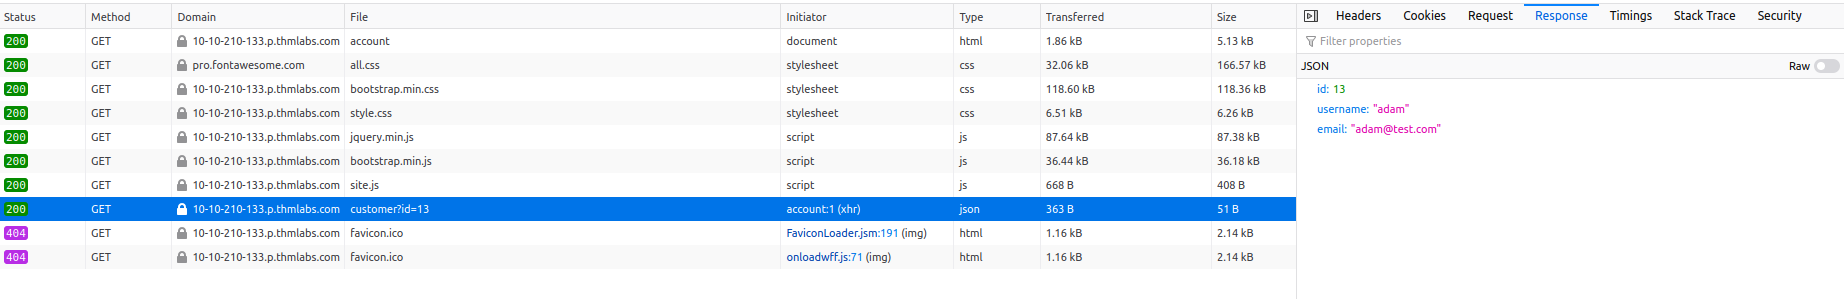 Status Method Domain File Initiator Type Transferred Size
200 GET 10-10-210-133.p.thmlabs.com account document html 1.86 kB 5.13 kB
200 GET pro.fontawesome.com all.css stylesheet css 32.06 kB 166.57 kB
200 GET 10-10-210-133.p.thmlabs.com bootstrap.min.css stylesheet css 118.60 kB 118.36 kB
200 GET 10-10-210-133.p.thmlabs.com style.css stylesheet css 6.51 kB 6.26 kB
200 GET 10-10-210-133.p.thmlabs.com jquery.min.js script js 87.64 kB 87.38 kB
200 GET 10-10-210-133.p.thmlabs.com bootstrap.min.js script js 36.44 kB 36.18 kB
200 GET 10-10-210-133.p.thmlabs.com site.js script js 668 B 408 B
200 GET 10-10-210-133.p.thmlabs.com customer?id=13 account:1 (xhr) json 363 B 51 B
404 GET 10-10-210-133.p.thmlabs.com favicon.ico FaviconLoader.jsm:191 (img) html 1.16 kB 2.14 kB
404 GET 10-10-210-133.p.thmlabs.com favicon.ico onloadwff.js:71 (img) html 1.16 kB 2.14 kB
Headers Cookies Request Response Timings Stack Trace Security
Filter properties
JSON Raw
id: 13
username: "adam"
email: "adam@test.com"